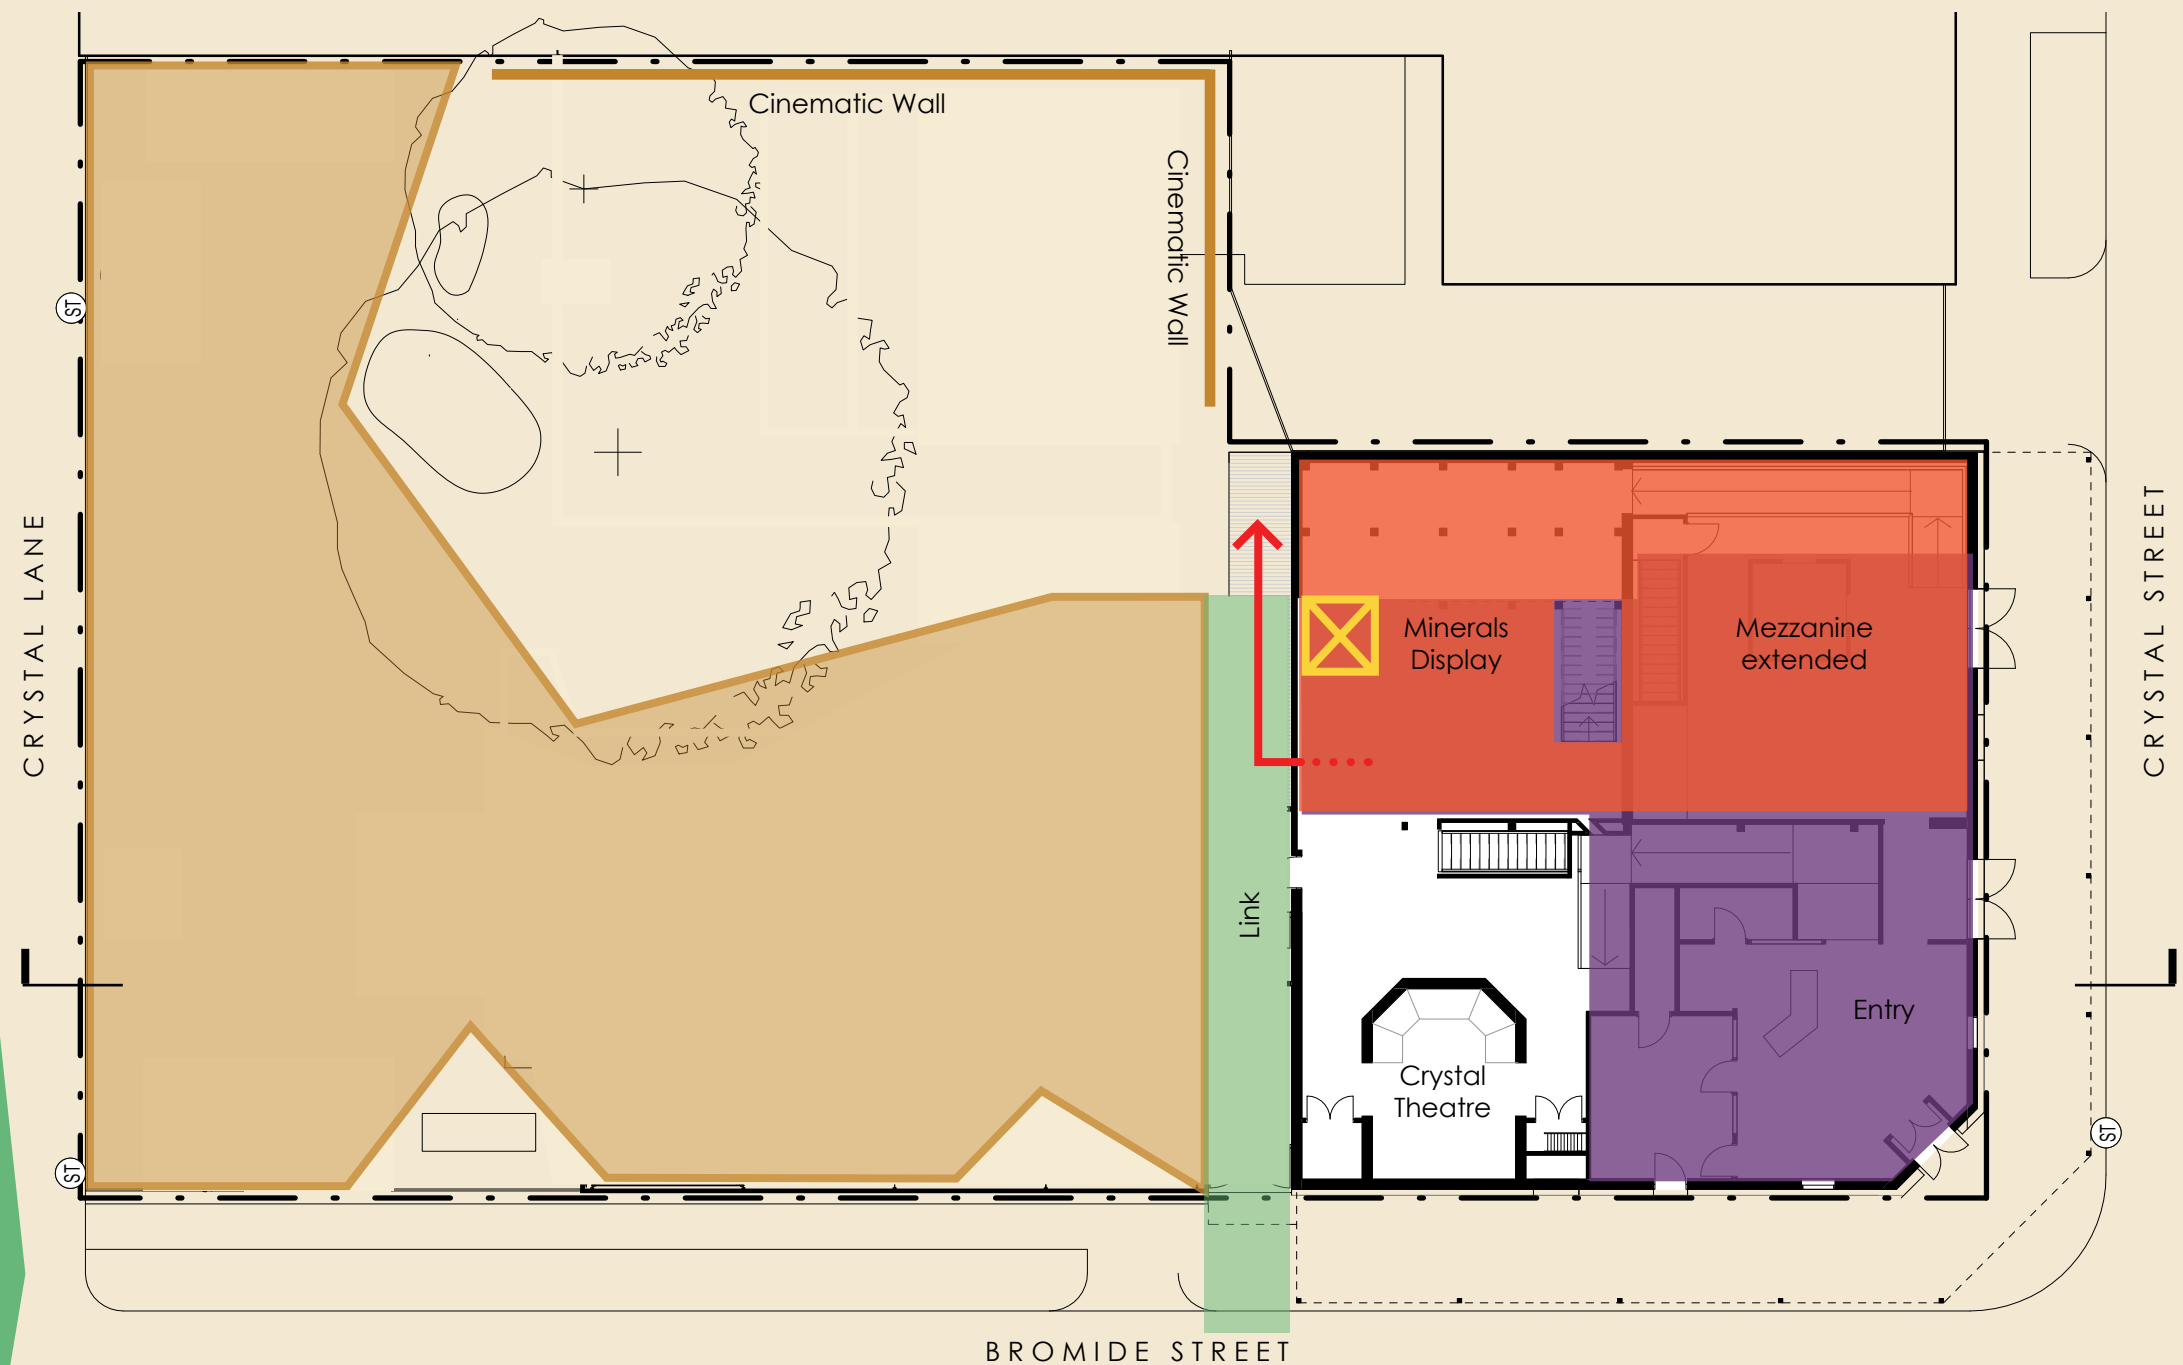 Cinematic Wall
Cinematic Wall
ST
CRYSTAL LANE
CRYSTAL STREET
Minerals
Display
Mezzanine
extended
Link
Entry
Crystal
Theatre
ST
ST
BROMIDE STREET